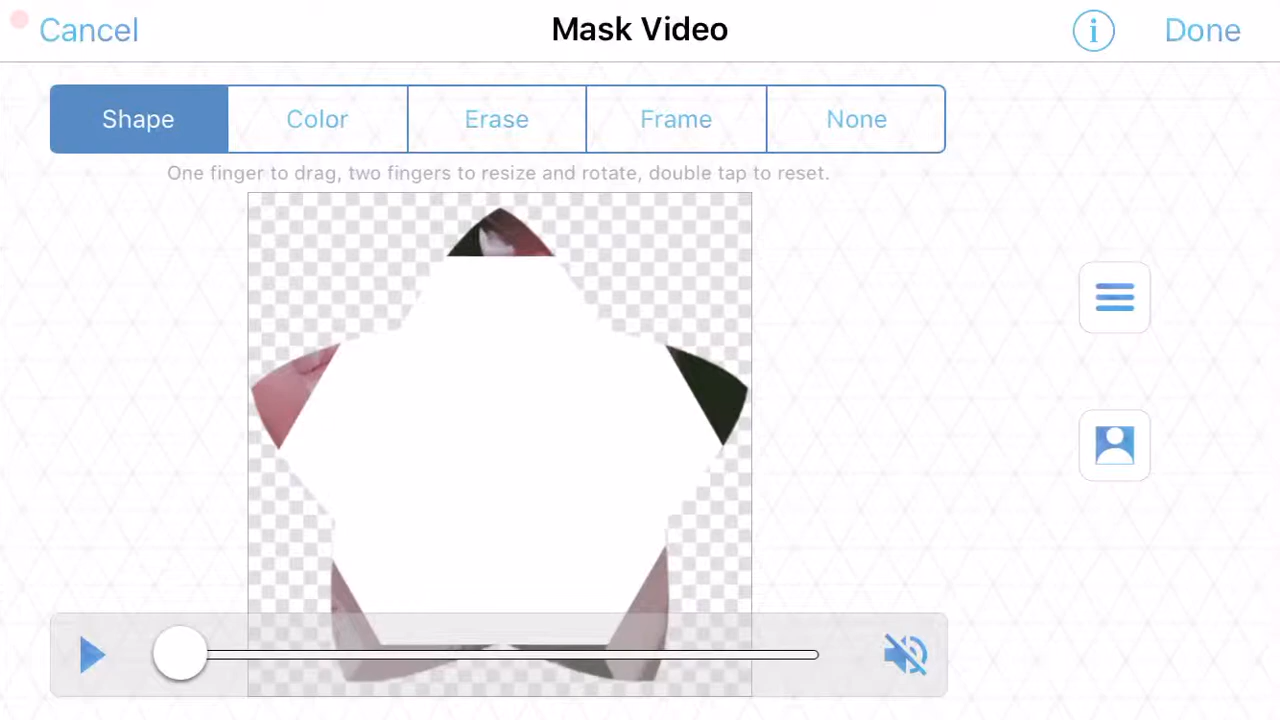 Cancel
Mask Video
i
Done
Shape
Color
Erase
Frame
None
One finger to drag, two fingers to resize and rotate, double tap to reset.